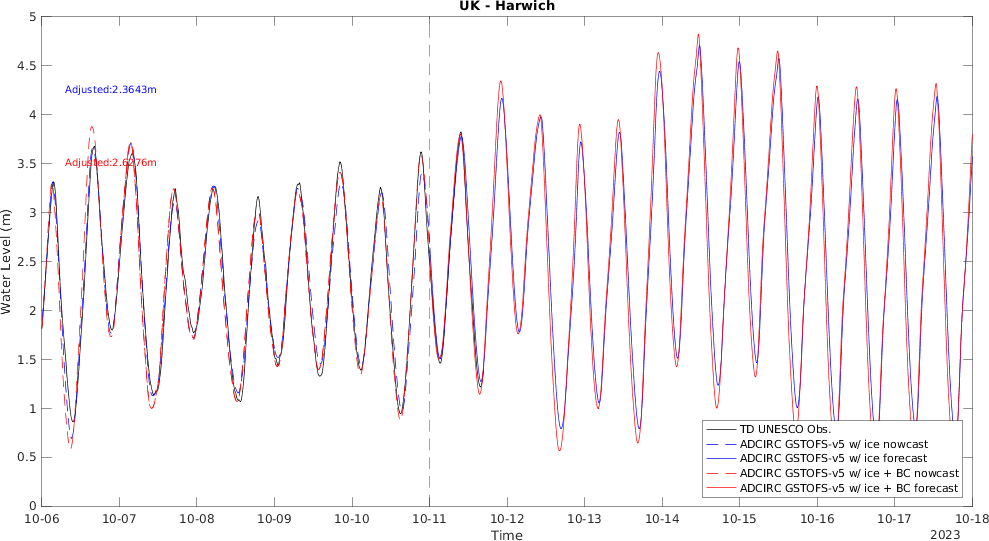 UK - Harwich
5
4.5
4
3.5
3
2.5
2
1.5
1
0.5
0
Water Level (m)
Adjusted:2.3643m
Adjusted:2.6276m
TD UNESCO Obs.
ADCIRC GSTOFS-v5 w/ ice nowcast
ADCIRC GSTOFS-v5 w/ ice forecast
ADCIRC GSTOFS-v5 w/ ice + BC nowcast
ADCIRC GSTOFS-v5 w/ ice + BC forecast
10-06 10-07 10-08 10-09 10-10 10-11 10-12 10-13 10-14 10-15 10-16 10-17 10-18
Time
2023